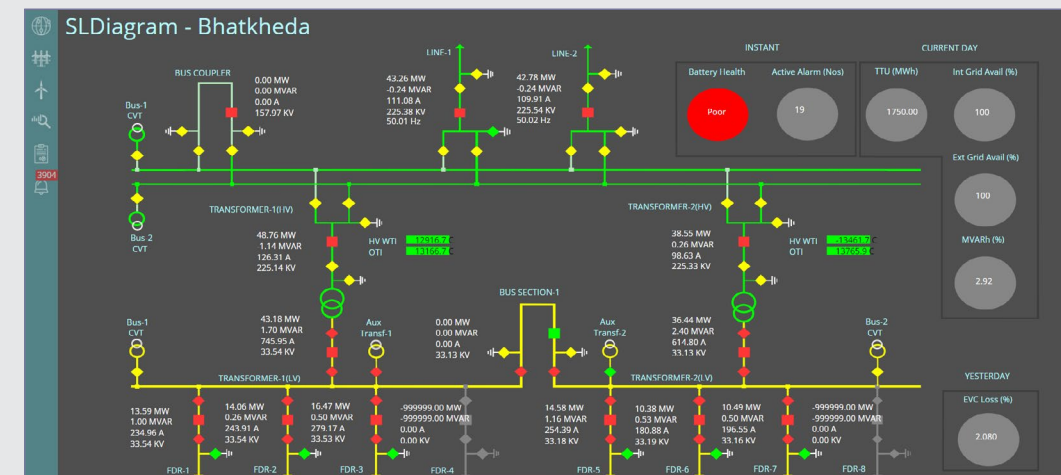 SLDiagram - Bhatkheda
3904
LINE-1
LINE-2
INSTANT
CURRENT DAY
BUS COUPLER
0.00 MW
0.00 MVAR
0.00 A
157.97 KV
43.26 MW
-0.24 MVAR
111.08 A
225.38 KV
50.01 Hz
42.78 MW
-0.24 MVAR
109.91 A
225.54 KV
50.02 Hz
Battery Health
Poor
Active Alarm (Nos)
19
TTU (MWh)
1750.00
Int Grid Avail (%)
100
Ext Grid Avail (%)
100
MVARh (%)
2.92
Bus-1
CVT
Bus 2
CVT
TRANSFORMER-1(HV)
48.76 MW
1.14 MVAR
126.31 A
225.14 KV
HV WTI 12916.7 C
OTI 13166.7 C
TRANSFORMER-2(HV)
38.55 MW
0.26 MVAR
98.63 A
225.33 KV
HV WTI -13461.7 C
OTI 13765.9 C
BUS SECTION-1
Bus-1
CVT
43.18 MW
1.70 MVAR
745.95 A
33.54 KV
Aux
Transf-1
0.00 MW
0.00 MVAR
0.00 A
33.13 KV
Aux
Transf-2
36.44 MW
2.40 MVAR
614.80 A
33.13 KV
Bus-2
CVT
TRANSFORMER-1(LV)
TRANSFORMER-2(LV)
YESTERDAY
EVC Loss (%)
2.080
13.59 MW
1.00 MVAR
234.96 A
33.54 KV
FDR-1
14.06 MW
0.26 MVAR
243.91 A
33.54 KV
FDR-2
16.47 MW
0.50 MVAR
279.17 A
33.53 KV
FDR-3
-999999.00 MW
-999999.00 MVAR
0.00 A
0.00 KV
FDR-4
14.58 MW
1.16 MVAR
254.39 A
33.18 KV
FDR-5
10.38 MW
0.53 MVAR
180.88 A
33.19 KV
FDR-6
10.49 MW
0.50 MVAR
196.55 A
33.16 KV
FDR-7
-999999.00 MW
-999999.00 MVAR
0.00 A
0.00 KV
FDR-8